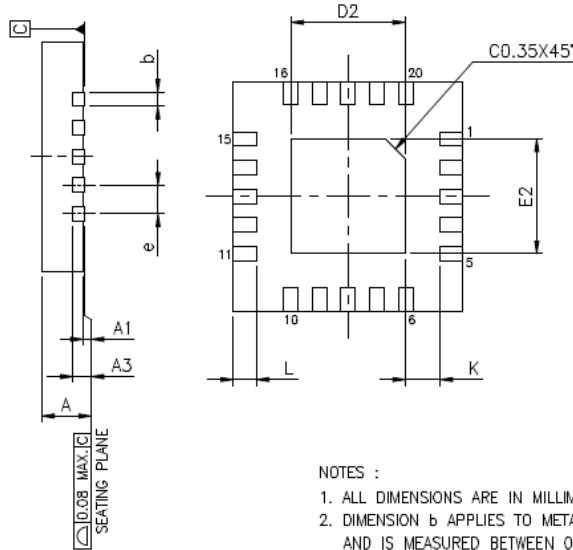 C
b
e
A1
A3
A
0.08 MAX. C
SEATING PLANE
D2
C0.35X45°
16
20
15
1
11
5
10
6
E2
L
K
NOTES :
1. ALL DIMENSIONS ARE IN
2. DIMENSION b APPLIES TO
AND IS MEASURED BETWEEN